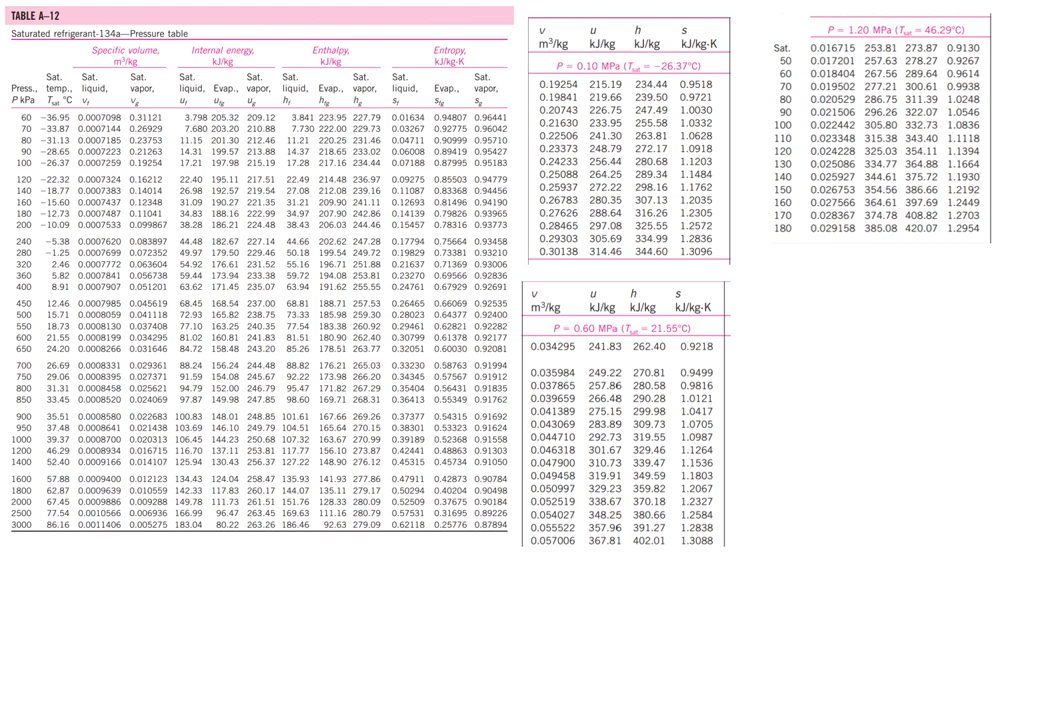 TABLE A–12
Saturated refrigerant-134a—Pressure table
Specific volume, Internal energy, Enthalpy, Entropy,
m³/kg kJ/kg kJ/kg kJ/kg·K
Sat. Sat. Sat. Sat. Sat. Sat. Sat. Sat. Sat.
Press., temp., liquid, vapor, liquid, Evap., vapor, liquid, Evap., vapor, liquid, Evap., vapor,
P kPa Tsat °C vf vg uf ufg ug hf hfg hg sf sfg sg
60 −36.95 0.0007098 0.31121 3.798 205.32 209.12 3.841 223.95 227.79 0.01634 0.94807 0.96441
70 −33.87 0.0007144 0.26929 7.680 203.20 210.88 7.730 222.00 229.73 0.03267 0.92775 0.96042
80 −31.13 0.0007185 0.23753 11.15 201.30 212.46 11.21 220.25 231.46 0.04711 0.90999 0.95710
90 −28.65 0.0007223 0.21263 14.31 199.57 213.88 14.37 218.65 233.02 0.06008 0.89419 0.95427
100 −26.37 0.0007259 0.19254 17.21 197.98 215.19 17.28 217.16 234.44 0.07188 0.87995 0.95183
120 −22.32 0.0007324 0.16212 22.40 195.11 217.51 22.49 214.48 236.97 0.09275 0.85503 0.94779
140 −18.77 0.0007383 0.14014 26.98 192.57 219.54 27.08 212.08 239.16 0.11087 0.83368 0.94456
160 −15.60 0.0007437 0.12348 31.09 190.27 221.35 31.21 209.90 241.11 0.12693 0.81496 0.94190
180 −12.73 0.0007487 0.11041 34.83 188.16 222.99 34.97 207.90 242.86 0.14139 0.79826 0.93965
200 −10.09 0.0007533 0.099867 38.28 186.21 224.48 38.43 206.03 244.46 0.15457 0.78316 0.93773
240 −5.38 0.0007620 0.083897 44.48 182.67 227.14 44.66 202.62 247.28 0.17794 0.75664 0.93458
280 −1.25 0.0007699 0.072352 49.97 179.50 229.46 50.18 199.54 249.72 0.19829 0.73381 0.93210
320 2.46 0.0007772 0.063604 54.92 176.61 231.52 55.16 196.71 251.88 0.21637 0.71369 0.93006
360 5.82 0.0007841 0.056738 59.44 173.94 233.38 59.72 194.08 253.81 0.23270 0.69566 0.92836
400 8.91 0.0007907 0.051201 63.62 171.45 235.07 63.94 191.62 255.55 0.24761 0.67929 0.92691
450 12.46 0.0007985 0.045619 68.45 168.54 237.00 68.81 188.71 257.53 0.26465 0.66069 0.92535
500 15.71 0.0008059 0.041118 72.93 165.82 238.75 73.33 185.98 259.30 0.28023 0.64377 0.92400
550 18.73 0.0008130 0.037408 77.10 163.25 240.35 77.54 183.38 260.92 0.29461 0.62821 0.92282
600 21.55 0.0008199 0.034295 81.02 160.81 241.83 81.51 180.90 262.40 0.30799 0.61378 0.92177
650 24.20 0.0008266 0.031646 84.72 158.48 243.20 85.26 178.51 263.77 0.32051 0.60030 0.92081
700 26.69 0.0008331 0.029361 88.24 156.24 244.48 88.82 176.21 265.03 0.33230 0.58763 0.91994
750 29.06 0.0008395 0.027371 91.59 154.08 245.67 92.22 173.98 266.20 0.34345 0.57567 0.91912
800 31.31 0.0008458 0.025621 94.79 152.00 246.79 95.47 171.82 267.29 0.35404 0.56431 0.91835
850 33.45 0.0008520 0.024069 97.87 149.98 247.85 98.60 169.71 268.31 0.36413 0.55349 0.91762
900 35.51 0.0008580 0.022683 100.83 148.01 248.85 101.61 167.66 269.26 0.37377 0.54315 0.91692
950 37.48 0.0008641 0.021438 103.69 146.10 249.79 104.51 165.64 270.15 0.38301 0.53323 0.91624
1000 39.37 0.0008700 0.020313 106.45 144.23 250.68 107.32 163.67 270.99 0.39189 0.52368 0.91558
1200 46.29 0.0008934 0.016715 116.70 137.11 253.81 117.77 156.10 273.87 0.42441 0.48863 0.91303
1400 52.40 0.0009166 0.014107 125.94 130.43 256.37 127.22 148.90 276.12 0.45315 0.45734 0.91050
1600 57.88 0.0009400 0.012123 134.43 124.04 258.47 135.93 141.93 277.86 0.47911 0.42873 0.90784
1800 62.87 0.0009639 0.010559 142.33 117.83 260.17 144.07 135.11 279.17 0.50294 0.40204 0.90498
2000 67.45 0.0009886 0.009288 149.78 111.73 261.51 151.76 128.33 280.09 0.52509 0.37675 0.90184
2500 77.54 0.0010566 0.006936 166.99 96.47 263.45 169.63 111.16 280.79 0.57531 0.31695 0.89226
3000 86.16 0.0011406 0.005275 183.04 80.22 263.26 186.46 92.63 279.09 0.62118 0.25776 0.87894
v u h s
m³/kg kJ/kg kJ/kg kJ/kg·K
P = 0.10 MPa (Tsat = −26.37°C)
0.19254 215.19 234.44 0.9518
0.19841 219.66 239.50 0.9721
0.20743 226.75 247.49 1.0030
0.21630 233.95 255.58 1.0332
0.22506 241.30 263.81 1.0628
0.23373 248.79 272.17 1.0918
0.24233 256.44 280.68 1.1203
0.25088 264.25 289.34 1.1484
0.25937 272.22 298.16 1.1762
0.26783 280.35 307.13 1.2035
0.27626 288.64 316.26 1.2305
0.28465 297.08 325.55 1.2572
0.29303 305.69 334.99 1.2836
0.30138 314.46 344.60 1.3096
v u h s
m³/kg kJ/kg kJ/kg kJ/kg·K
P = 0.60 MPa (Tsat = 21.55°C)
0.034295 241.83 262.40 0.9218
0.035984 249.22 270.81 0.9499
0.037865 257.86 280.58 0.9816
0.039659 266.48 290.28 1.0121
0.041389 275.15 299.98 1.0417
0.043069 283.89 309.73 1.0705
0.044710 292.73 319.55 1.0987
0.046318 301.67 329.46 1.1264
0.047900 310.73 339.47 1.1536
0.049458 319.91 349.59 1.1803
0.050997 329.23 359.82 1.2067
0.052519 338.67 370.18 1.2327
0.054027 348.25 380.66 1.2584
0.055522 357.96 391.27 1.2838
0.057006 367.81 402.01 1.3088
P = 1.20 MPa (Tsat = 46.29°C)
Sat. 0.016715 253.81 273.87 0.9130
50 0.017201 257.63 278.27 0.9267
60 0.018404 267.56 289.64 0.9614
70 0.019502 277.21 300.61 0.9938
80 0.020529 286.75 311.39 1.0248
90 0.021506 296.26 322.07 1.0546
100 0.022442 305.80 332.73 1.0836
110 0.023348 315.38 343.40 1.1118
120 0.024228 325.03 354.11 1.1394
130 0.025086 334.77 364.88 1.1664
140 0.025927 344.61 375.72 1.1930
150 0.026753 354.56 386.66 1.2192
160 0.027566 364.61 397.69 1.2449
170 0.028367 374.78 408.82 1.2703
180 0.029158 385.08 420.07 1.2954